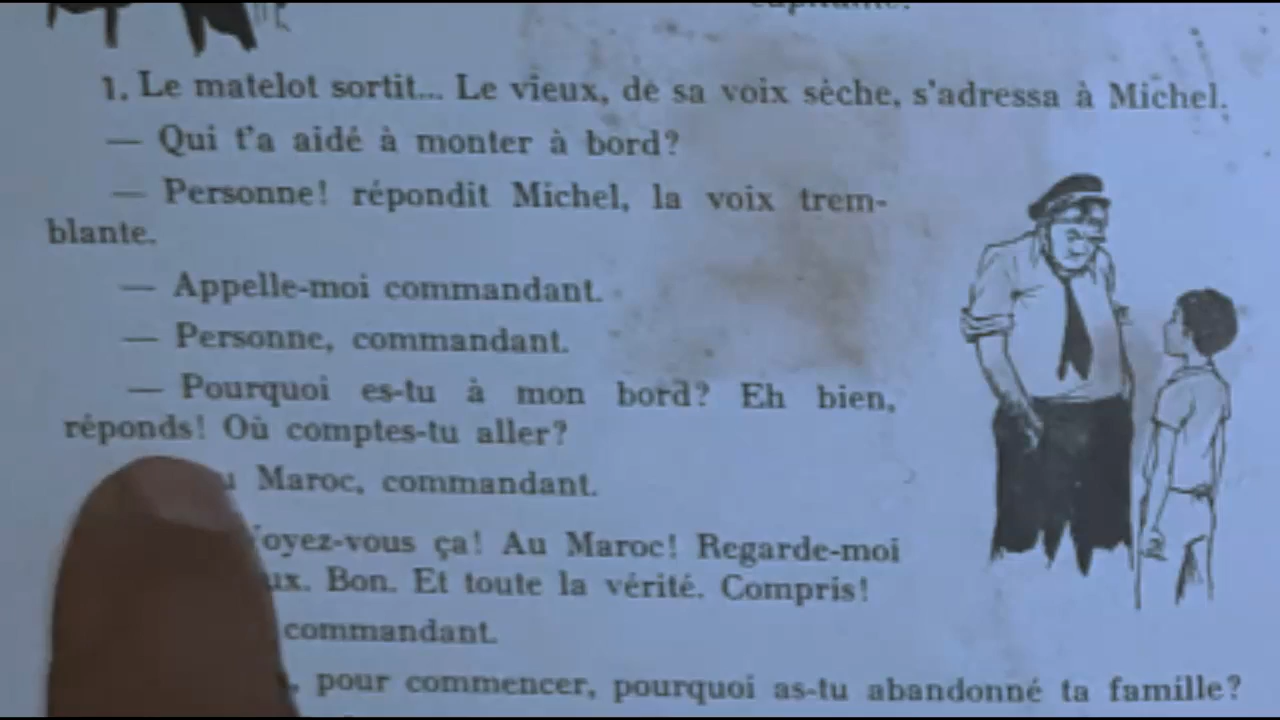 1. Le matelot sortit... Le vieux, de sa voix sèche, s'adressa à Michel.
— Qui t'a aidé à monter à bord?
— Personne! répondit Michel, la voix trem-
blante.
— Appelle-moi commandant.
— Personne, commandant.
— Pourquoi es-tu à mon bord? Eh bien,
réponds! Où comptes-tu aller?
Maroc, commandant.
ça! Au Maroc! Regarde-moi
Bon. Et toute la vérité. Compris!
commandant.
pour commencer, pourquoi as-tu abandonné ta famille?